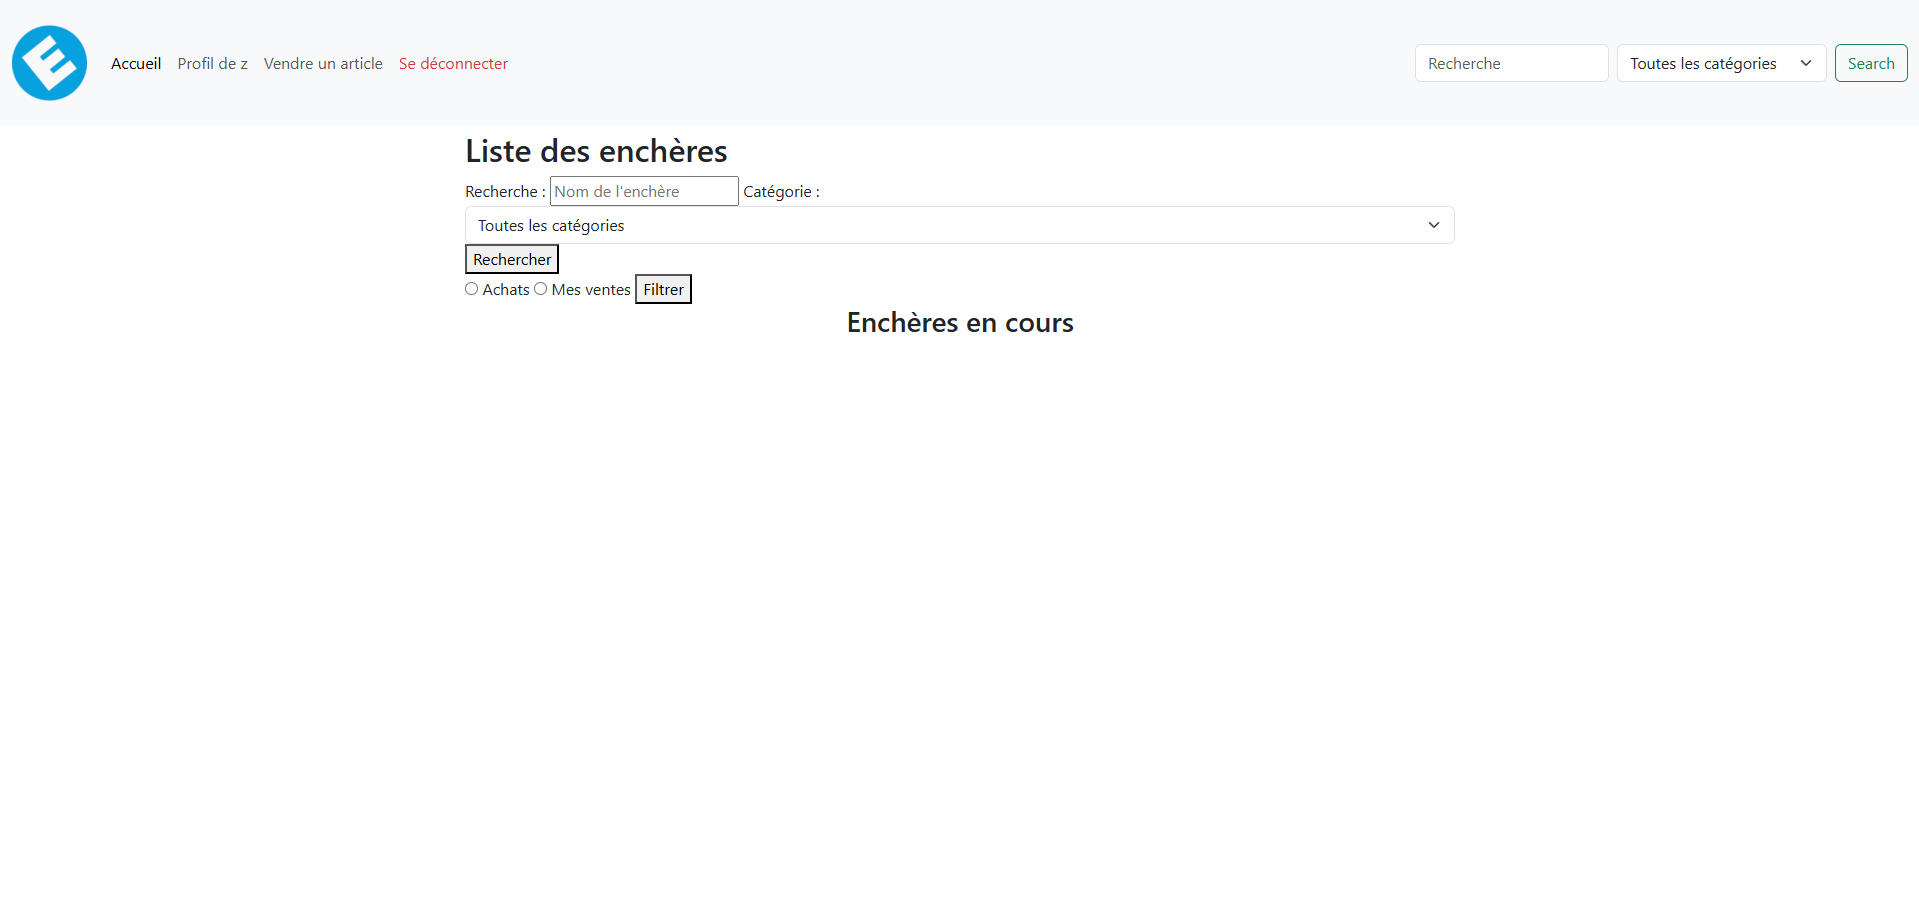 Accueil Profil de z Vendre un article Se déconnecter Recherche Toutes les catégories Search
Liste des enchères
Recherche : Nom de l'enchère Catégorie :
Toutes les catégories
Rechercher
Achats Mes ventes Filtrer
Enchères en cours